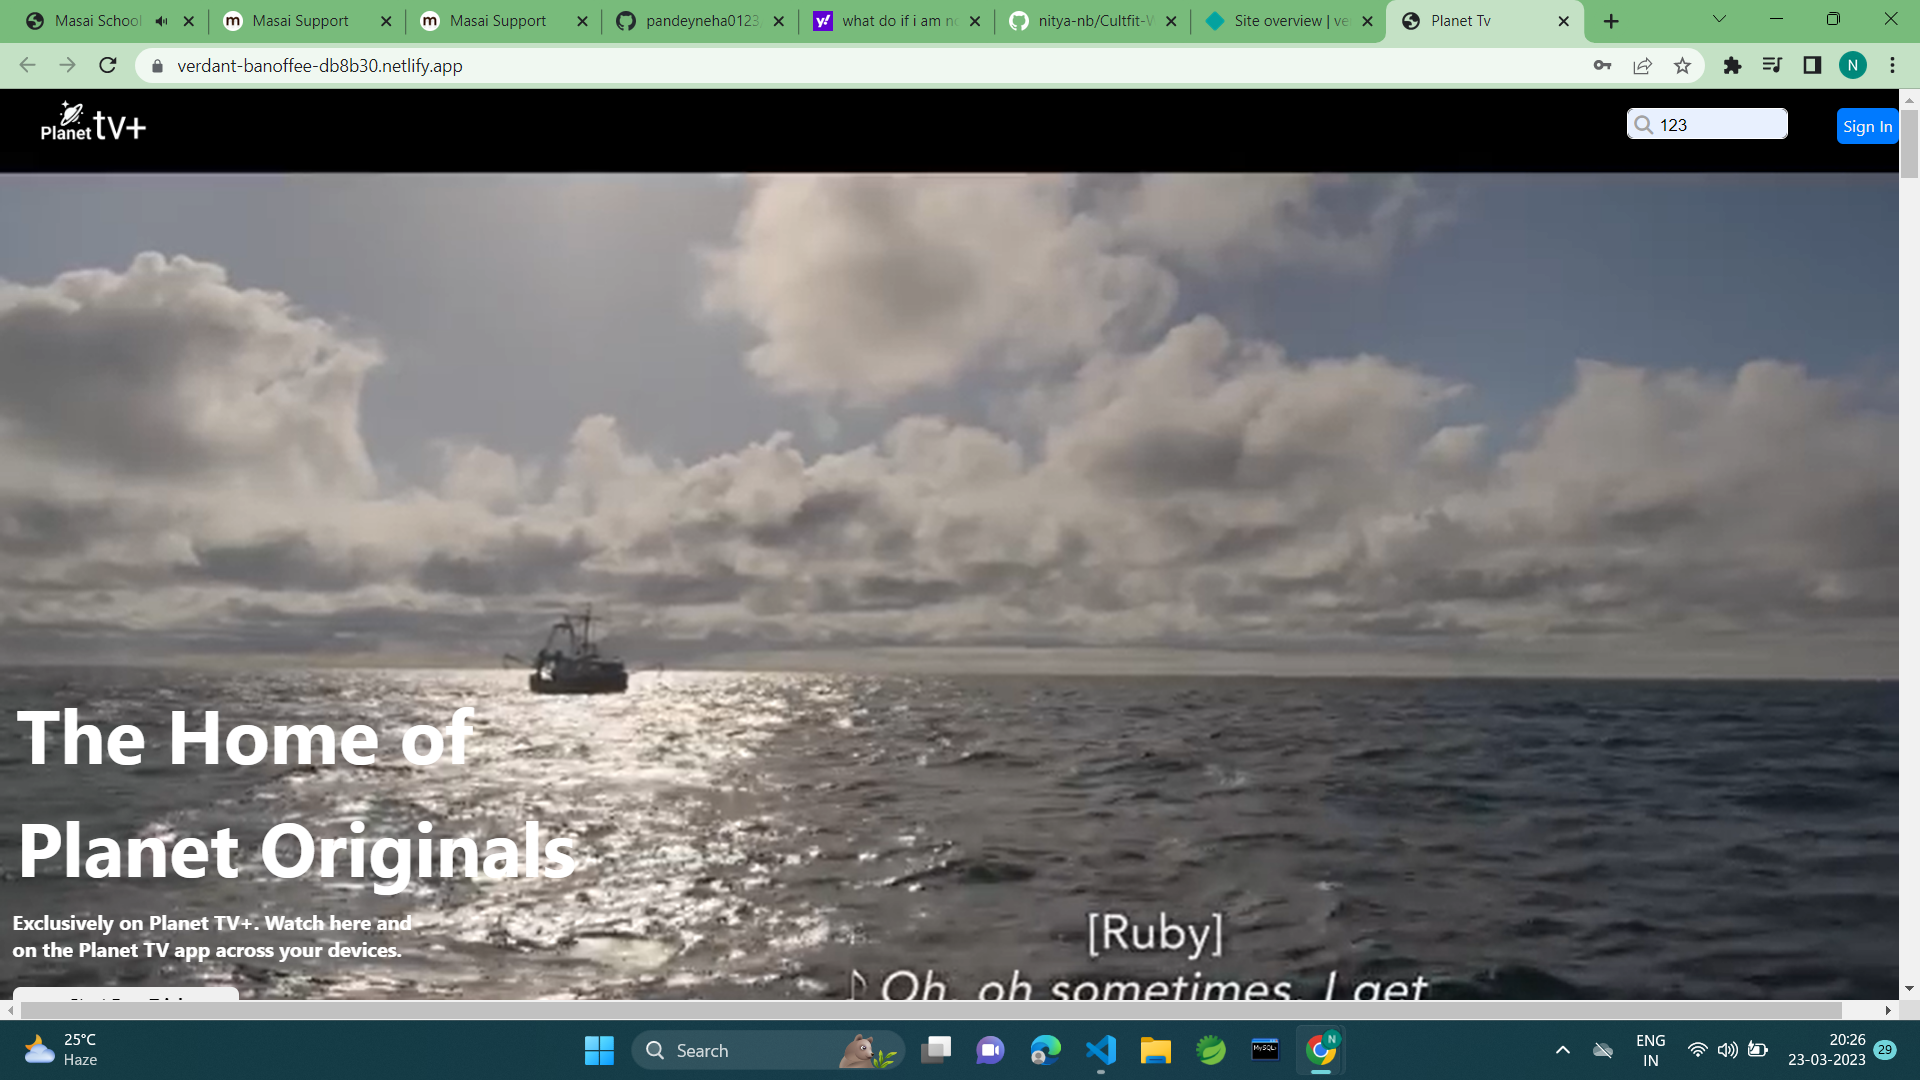 Masai School
Masai Support
Masai Support
pandeyneha0123
what do if i am no
nitya-nb/Cultfit-W
Site overview | ve
Planet Tv
verdant-banoffee-db8b30.netlify.app
N
Planet tv+
123
Sign In
The Home of
Planet Originals
Exclusively on Planet TV+. Watch here and
on the Planet TV app across your devices.
[Ruby]
♪ Oh, oh sometimes, I get
25°C
Haze
Search
MySQL
N
ENG
IN
20:26
23-03-2023
29